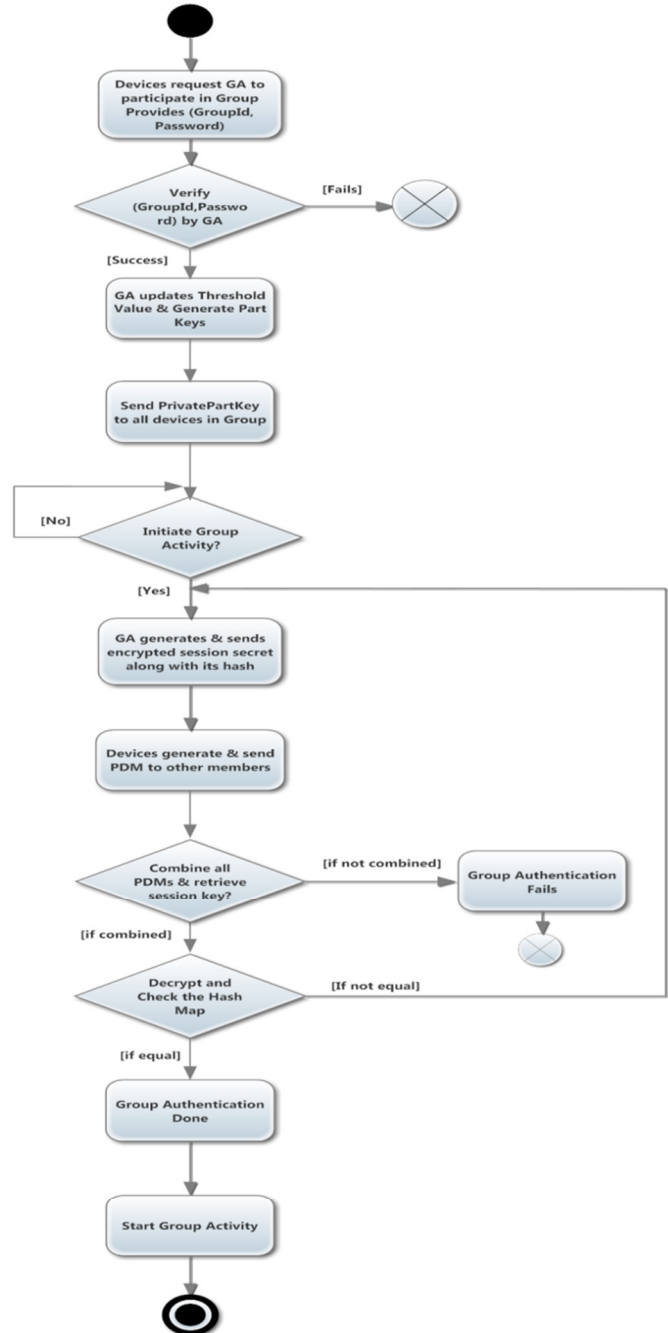 Devices request GA to
participate in Group
Provides (GroupId,
Password)
Verify
(GroupId,Passwo
rd) by GA
[Fails]
[Success]
GA updates Threshold
Value & Generate Part
Keys
Send PrivatePartKey
to all devices in Group
[No]
Initiate Group
Activity?
[Yes]
GA generates & sends
encrypted session secret
along with its hash
Devices generate & send
PDM to other members
Combine all
PDMs & retrieve
session key?
[if not combined]
Group Authentication
Fails
[if combined]
Decrypt and
Check the Hash
Map
[If not equal]
[if equal]
Group Authentication
Done
Start Group Activity